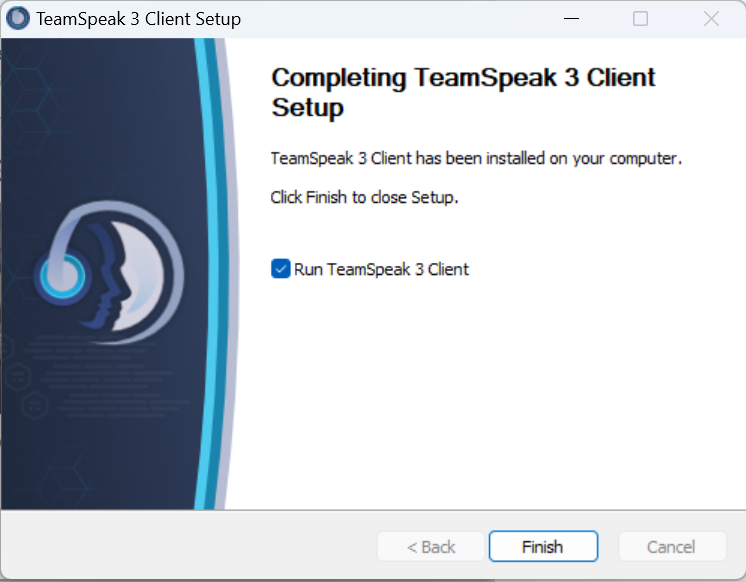 TeamSpeak 3 Client Setup
Completing TeamSpeak 3 Client
Setup
TeamSpeak 3 Client has been installed on your computer.
Click Finish to close Setup.
Run TeamSpeak 3 Client
< Back
Finish
Cancel